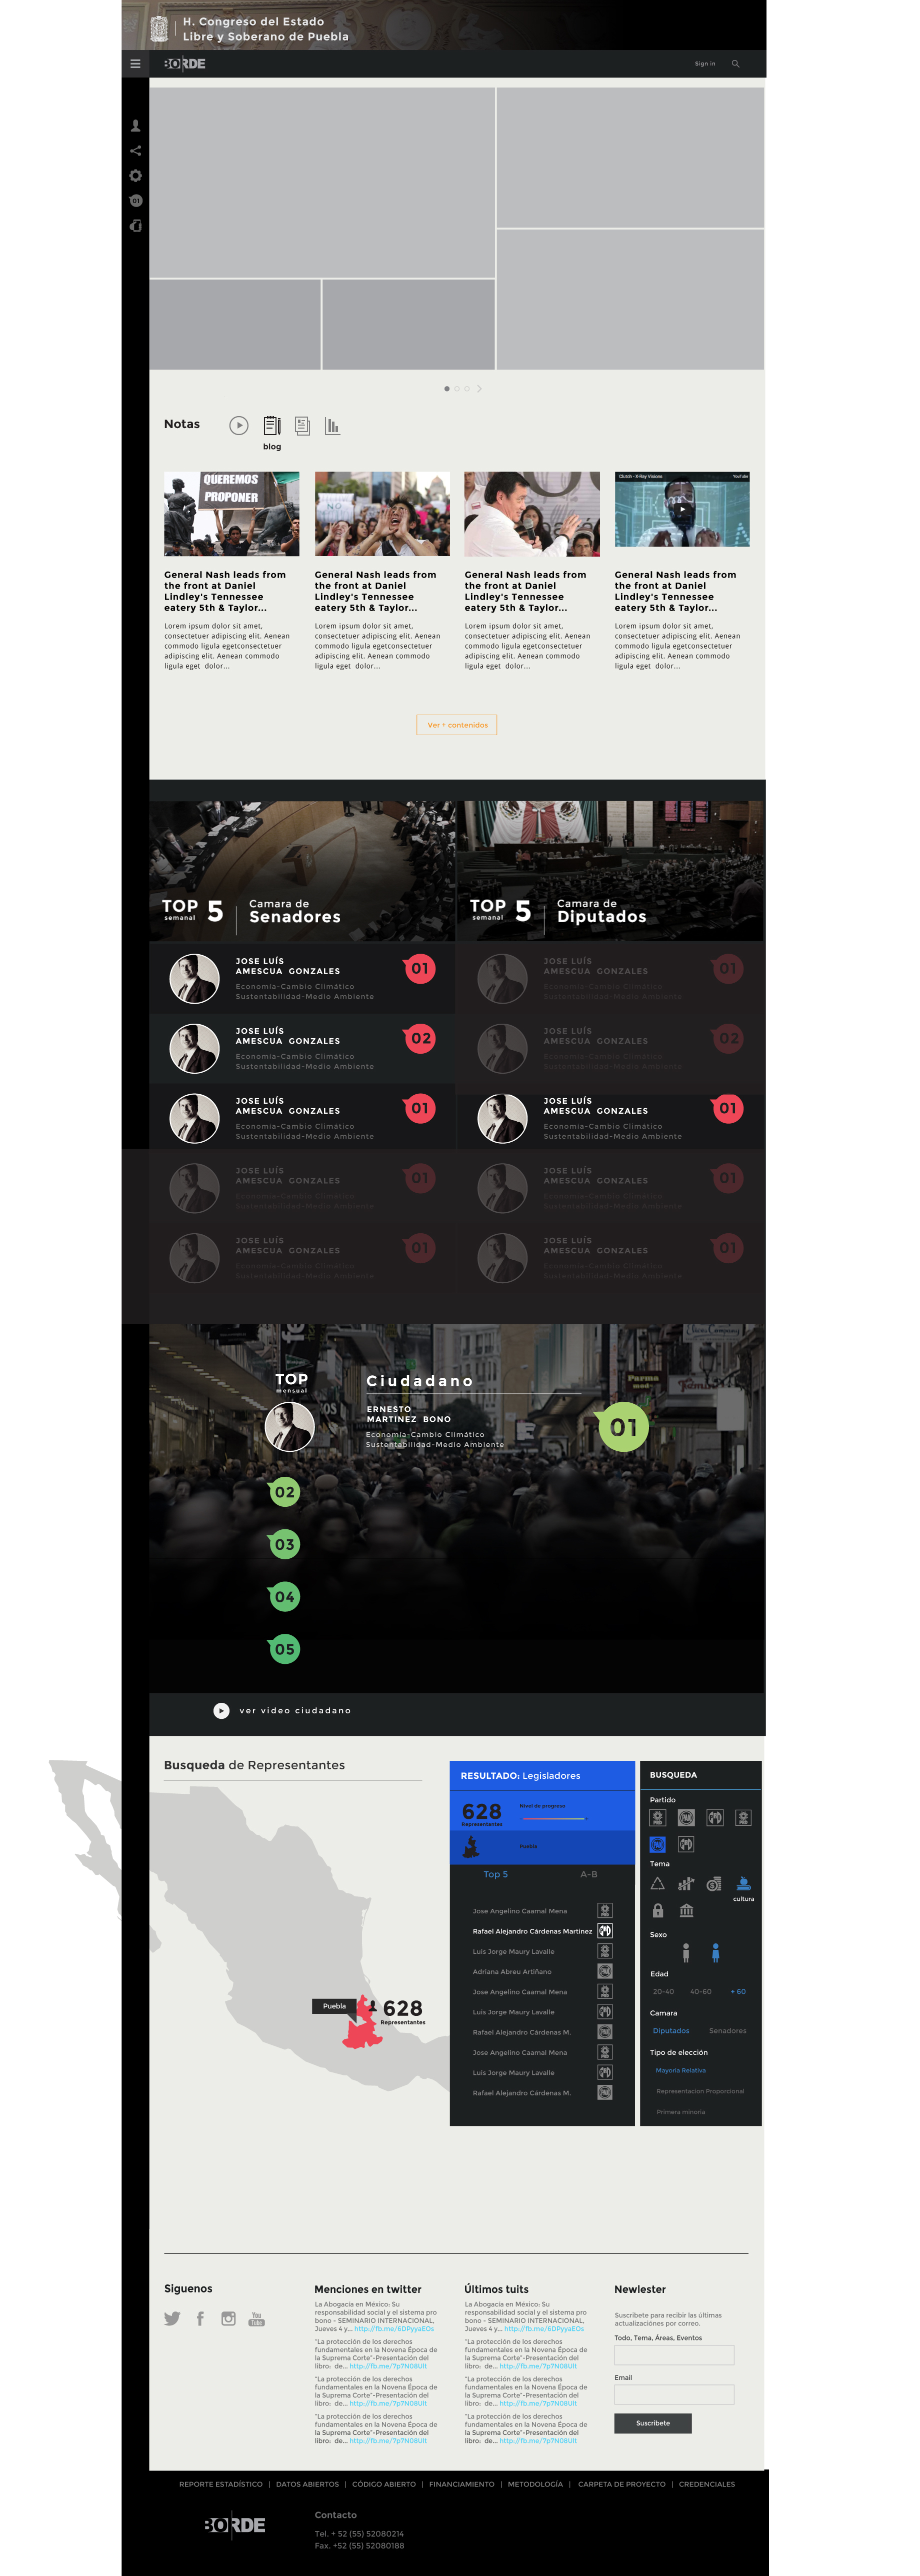 H. Congreso del Estado
Libre y Soberano de Puebla
BORDE
Sign in
01
Notas
blog
QUEREMOS
PROPONER
NO
Clutch - X-Ray Visions
YouTube
General Nash leads from
the front at Daniel
Lindley's Tennessee
eatery 5th & Taylor...
Lorem ipsum dolor sit amet,
consectetuer adipiscing elit. Aenean
commodo ligula egetconsectetuer
adipiscing elit. Aenean commodo
ligula eget dolor...
General Nash leads from
the front at Daniel
Lindley's Tennessee
eatery 5th & Taylor...
Lorem ipsum dolor sit amet,
consectetuer adipiscing elit. Aenean
commodo ligula egetconsectetuer
adipiscing elit. Aenean commodo
ligula eget dolor...
General Nash leads from
the front at Daniel
Lindley's Tennessee
eatery 5th & Taylor...
Lorem ipsum dolor sit amet,
consectetuer adipiscing elit. Aenean
commodo ligula egetconsectetuer
adipiscing elit. Aenean commodo
ligula eget dolor...
General Nash leads from
the front at Daniel
Lindley's Tennessee
eatery 5th & Taylor...
Lorem ipsum dolor sit amet,
consectetuer adipiscing elit. Aenean
commodo ligula egetconsectetuer
adipiscing elit. Aenean commodo
ligula eget dolor...
Ver + contenidos
TOP 5
semanal
Camara de
Senadores
JOSE LUÍS
AMESCUA GONZALES
Economía-Cambio Climático
Sustentabilidad-Medio Ambiente
01
JOSE LUÍS
AMESCUA GONZALES
Economía-Cambio Climático
Sustentabilidad-Medio Ambiente
02
JOSE LUÍS
AMESCUA GONZALES
Economía-Cambio Climático
Sustentabilidad-Medio Ambiente
01
JOSE LUÍS
AMESCUA GONZALES
Economía-Cambio Climático
Sustentabilidad-Medio Ambiente
01
JOSE LUÍS
AMESCUA GONZALES
Economía-Cambio Climático
Sustentabilidad-Medio Ambiente
01
TOP 5
semanal
Camara de
Diputados
JOSE LUÍS
AMESCUA GONZALES
Economía-Cambio Climático
Sustentabilidad-Medio Ambiente
01
JOSE LUÍS
AMESCUA GONZALES
Economía-Cambio Climático
Sustentabilidad-Medio Ambiente
02
JOSE LUÍS
AMESCUA GONZALES
Economía-Cambio Climático
Sustentabilidad-Medio Ambiente
01
JOSE LUÍS
AMESCUA GONZALES
Economía-Cambio Climático
Sustentabilidad-Medio Ambiente
01
JOSE LUÍS
AMESCUA GONZALES
Economía-Cambio Climático
Sustentabilidad-Medio Ambiente
01
TOP
mensual
Ciudadano
Parma
ERNESTO
MARTINEZ BONO
Economía-Cambio Climático
Sustentabilidad-Medio Ambiente
01
02
03
04
05
ver video ciudadano
Busqueda de Representantes
Puebla
628
Representantes
RESULTADO: Legisladores
628
Representantes
Nivel de progreso
Puebla
Top 5
A-B
Jose Angelino Caamal Mena
Rafael Alejandro Cárdenas Martinez
Luis Jorge Maury Lavalle
Adriana Abreu Artiñano
Jose Angelino Caamal Mena
Luis Jorge Maury Lavalle
Rafael Alejandro Cárdenas M.
Jose Angelino Caamal Mena
Luis Jorge Maury Lavalle
Rafael Alejandro Cárdenas M.
BUSQUEDA
Partido
Tema
cultura
Sexo
Edad
20-40
40-60
+ 60
Camara
Diputados
Senadores
Tipo de elección
Mayoria Relativa
Representacion Proporcional
Primera minoria
Siguenos
You
Tube
Menciones en twitter
La Abogacía en México: Su
responsabilidad social y el sistema pro
bono - SEMINARIO INTERNACIONAL,
Jueves 4 y... http://fb.me/6DPyyaEOs
"La protección de los derechos
fundamentales en la Novena Época de
la Suprema Corte"-Presentación del
libro: de... http://fb.me/7p7N08Ult
"La protección de los derechos
fundamentales en la Novena Época de
la Suprema Corte"-Presentación del
libro: de... http://fb.me/7p7N08Ult
"La protección de los derechos
fundamentales en la Novena Época de
la Suprema Corte"-Presentación del
libro: de... http://fb.me/7p7N08Ult
Últimos tuits
La Abogacía en México: Su
responsabilidad social y el sistema pro
bono - SEMINARIO INTERNACIONAL,
Jueves 4 y... http://fb.me/6DPyyaEOs
"La protección de los derechos
fundamentales en la Novena Época de
la Suprema Corte"-Presentación del
libro: de... http://fb.me/7p7N08Ult
"La protección de los derechos
fundamentales en la Novena Época de
la Suprema Corte"-Presentación del
libro: de... http://fb.me/7p7N08Ult
"La protección de los derechos
fundamentales en la Novena Época de
la Suprema Corte"-Presentación del
libro: de... http://fb.me/7p7N08Ult
Newlester
Suscribete para recibir las últimas
actualizaciónes por correo.
Todo, Tema, Áreas, Eventos
Email
Suscribete
REPORTE ESTADÍSTICO | DATOS ABIERTOS | CÓDIGO ABIERTO | FINANCIAMIENTO | METODOLOGÍA | CARPETA DE PROYECTO | CREDENCIALES
BORDE
Contacto
Tel. + 52 (55) 52080214
Fax. +52 (55) 52080188